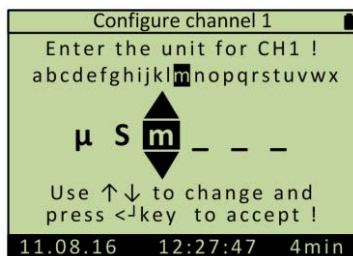 Configure channel 1
Enter the unit for CH1 !
abcdefghijklmnopqrstuvwx
µ S m _ _ _
Use ↑↓ to change and
press <┘key to accept !
11.08.16 12:27:47 4min